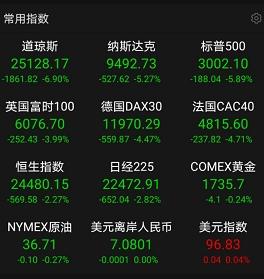 常用指数
道琼斯 纳斯达克 标普500
25128.17 9492.73 3002.10
-1861.82 -6.90% -527.62 -5.27% -188.04 -5.89%
英国富时100 德国DAX30 法国CAC40
6076.70 11970.29 4815.60
-252.43 -3.99% -559.87 -4.47% -237.82 -4.71%
恒生指数 日经225 COMEX黄金
24480.15 22472.91 1735.7
-569.58 -2.27% -652.04 -2.82% -4.1 -0.24%
NYMEX原油 美元离岸人民币 美元指数
36.71 7.0801 96.83
-0.10 -0.27% -0.0001 0.00% 0.04 0.04%